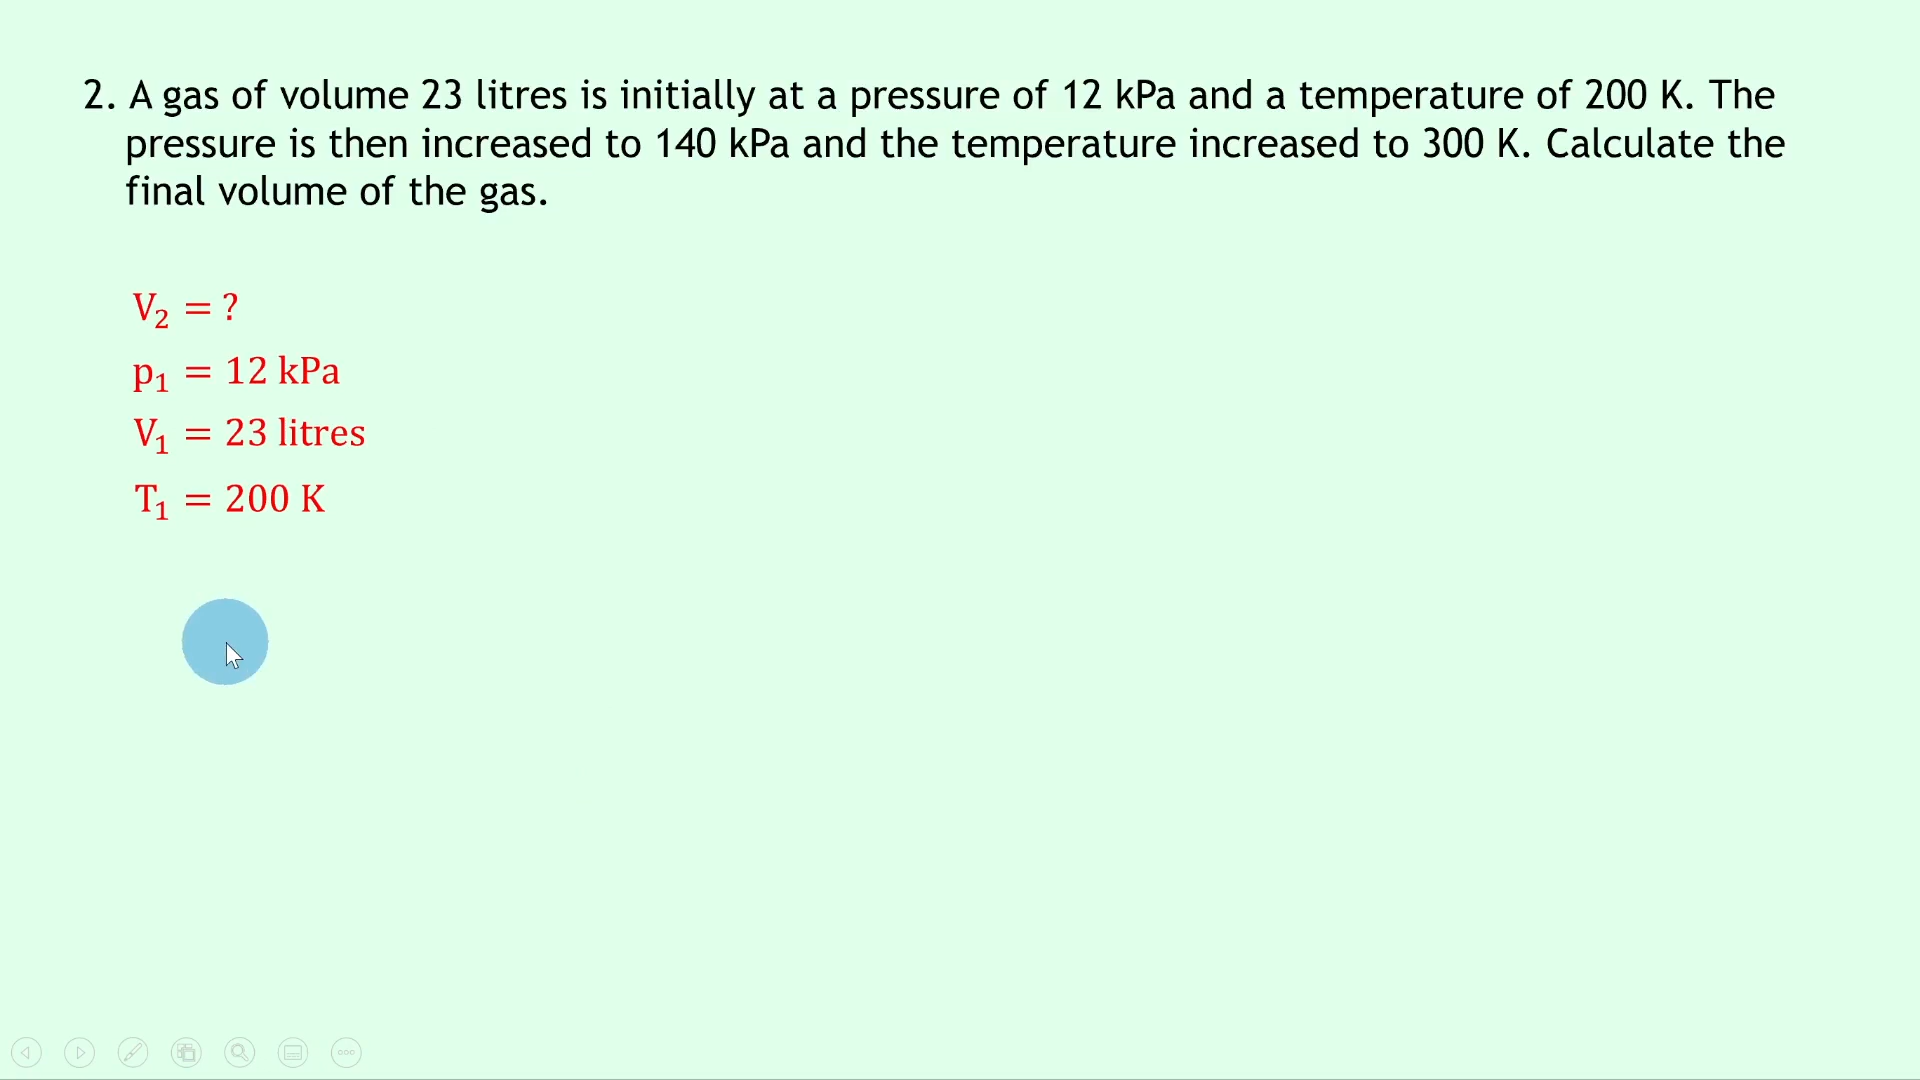 2. A gas of volume 23 litres is initially at a pressure of 12 kPa and a temperature of 200 K. The
pressure is then increased to 140 kPa and the temperature increased to 300 K. Calculate the
final volume of the gas.
V₂ = ?
p₁ = 12 kPa
V₁ = 23 litres
T₁ = 200 K